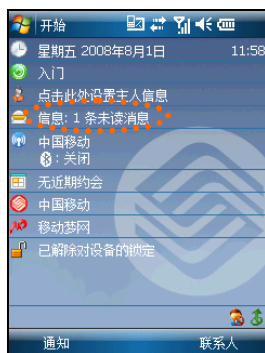 开始
星期五 2008年8月1日 11:58
入门
点击此处设置主人信息
信息: 1 条未读消息
中国移动
: 关闭
无近期约会
中国移动
移动梦网
已解除对设备的锁定
通知 联系人